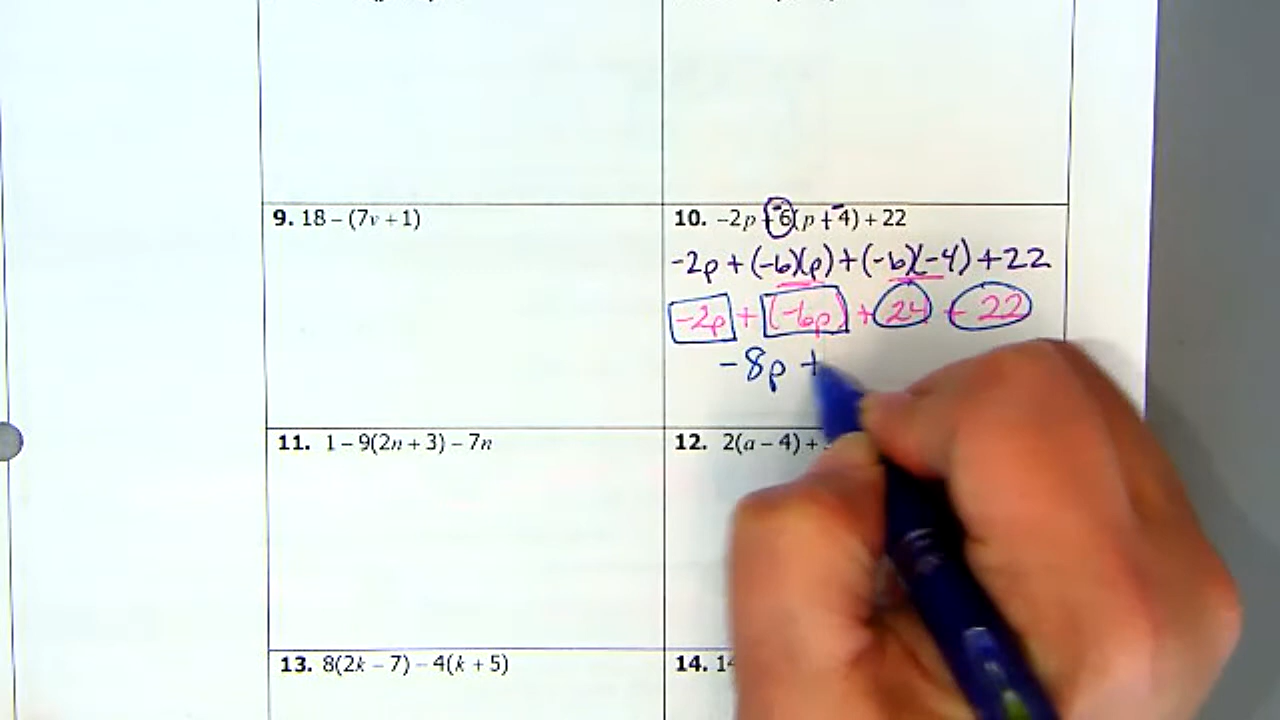 9. 18 – (7v + 1)
10. –2p + -6(p + -4) + 22
-2p + (-6)(p) + (-6)(-4) + 22
-2p + (-6p) + 24 + 22
-8p +
11. 1 – 9(2n + 3) – 7n
12. 2(a – 4) +
13. 8(2k – 7) – 4(k + 5)
14.